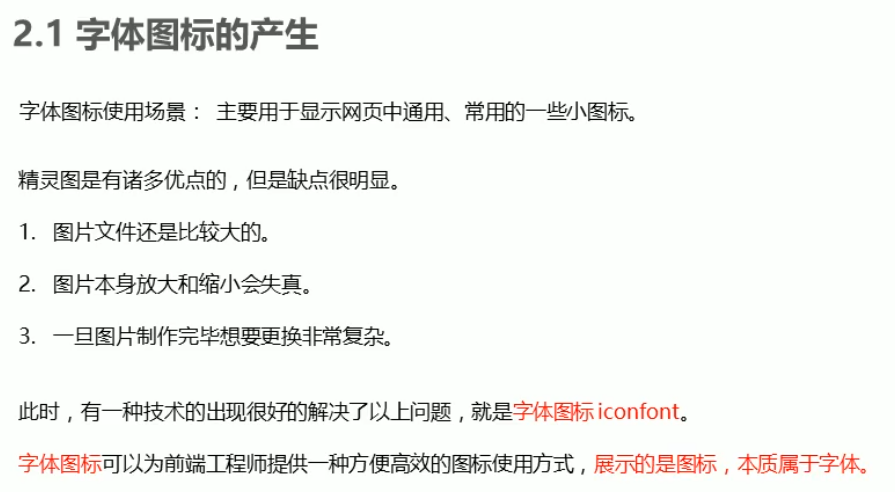 2.1 字体图标的产生
字体图标使用场景： 主要用于显示网页中通用、常用的一些小图标。
精灵图是有诸多优点的，但是缺点很明显。
1. 图片文件还是比较大的。
2. 图片本身放大和缩小会失真。
3. 一旦图片制作完毕想要更换非常复杂。
此时，有一种技术的出现很好的解决了以上问题，就是字体图标 iconfont。
字体图标可以为前端工程师提供一种方便高效的图标使用方式，展示的是图标，本质属于字体。